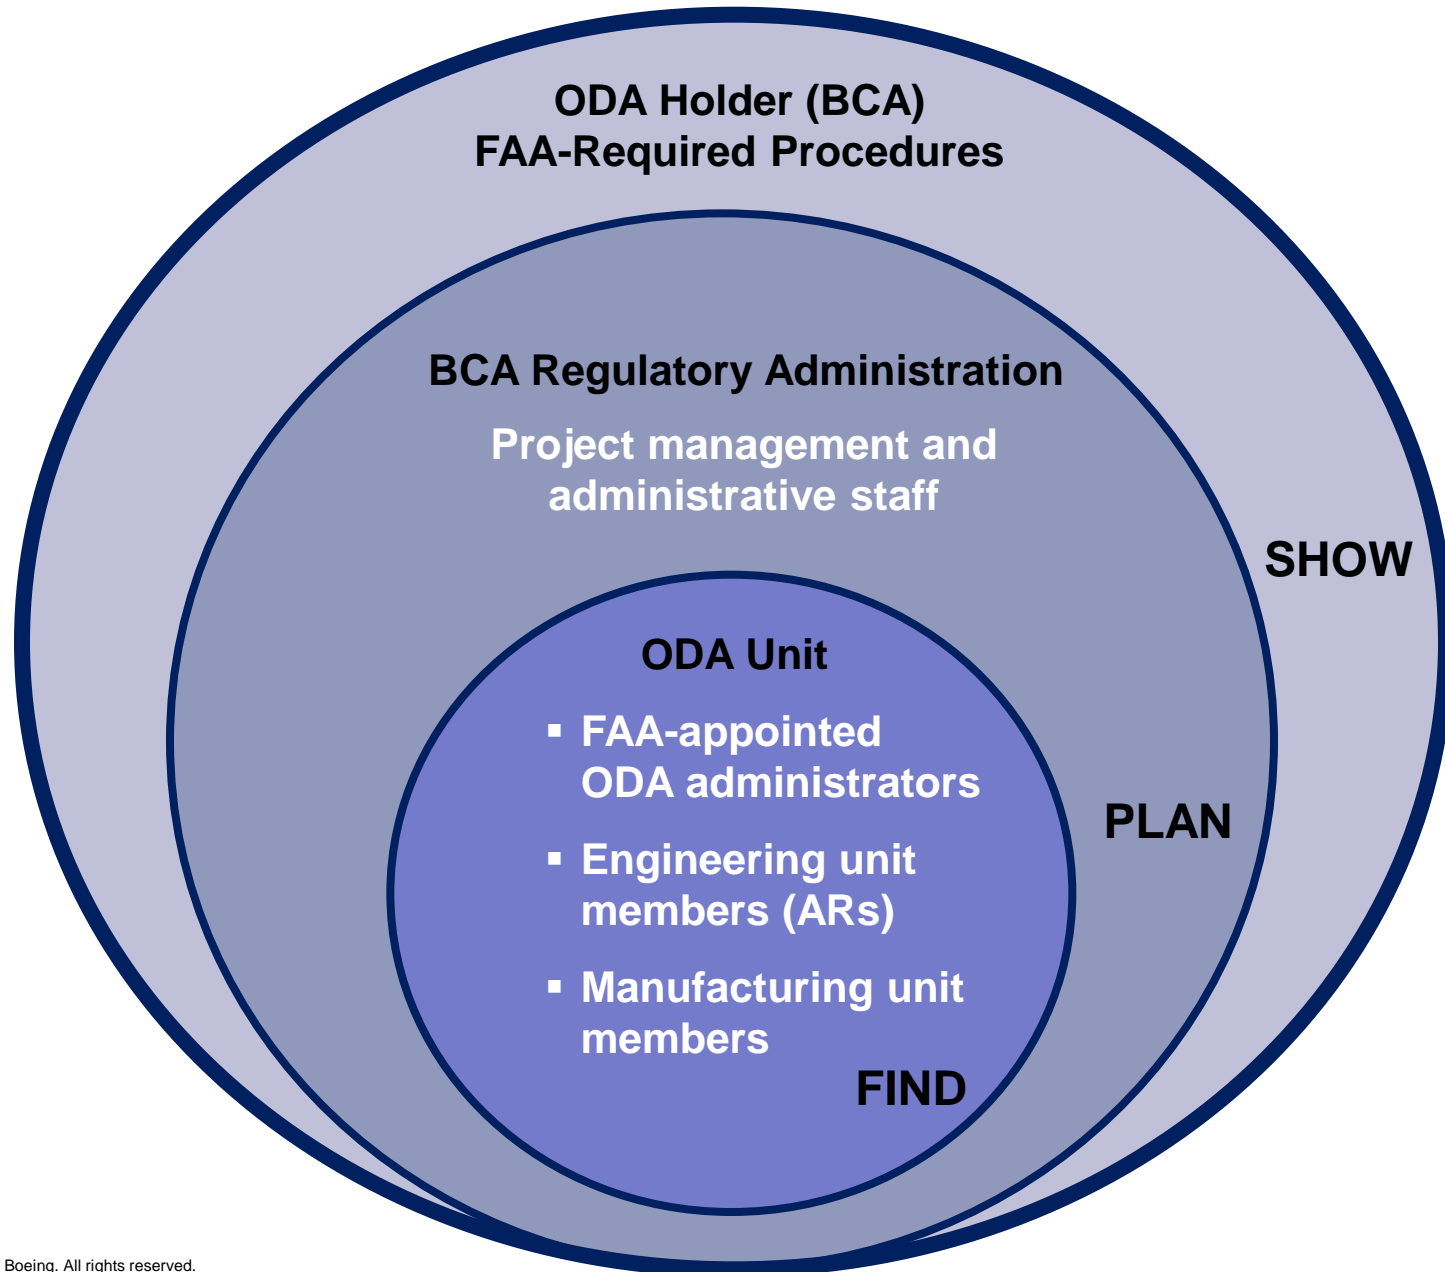 ODA Holder (BCA)
FAA-Required Procedures
BCA Regulatory Administration
Project management and
administrative staff
SHOW
ODA Unit
▪ FAA-appointed
ODA administrators
PLAN
▪ Engineering unit
members (ARs)
▪ Manufacturing unit
members
FIND
Boeing. All rights reserved.